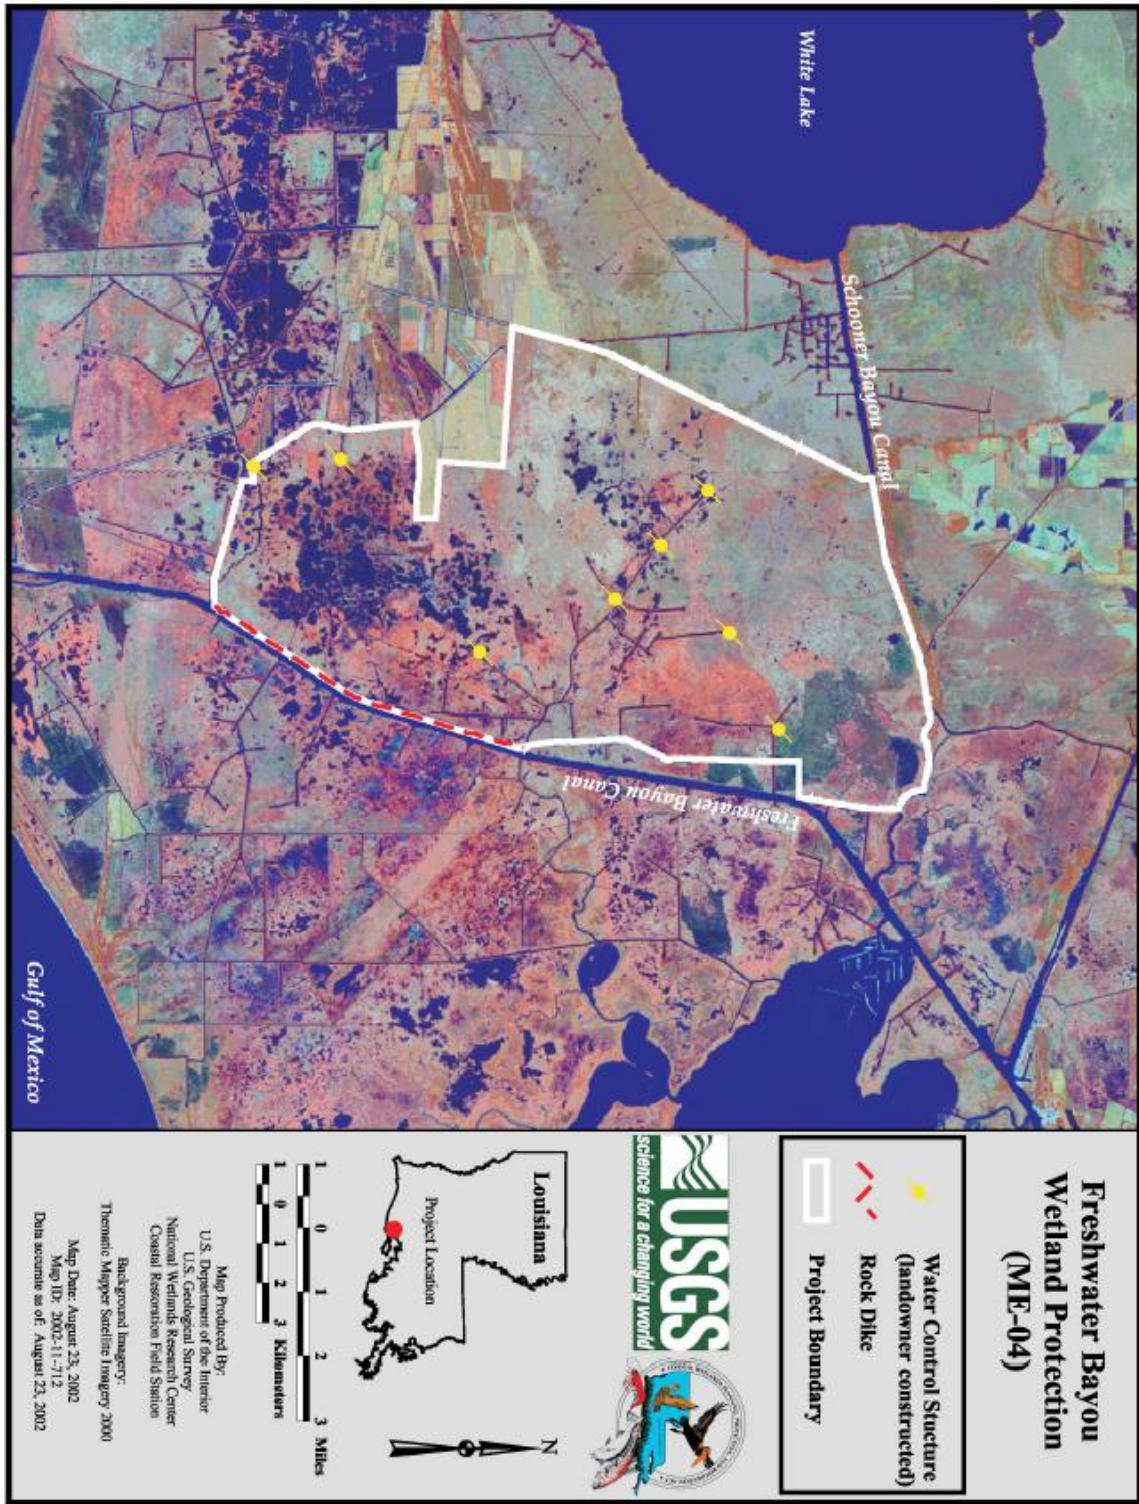 White Lake
Schooner Bayou Canal
Freshwater Bayou Canal
Gulf of Mexico
Freshwater Bayou
Wetland Protection
(ME-04)
Water Control Stucture
(landowner constructed)
Rock Dike
Project Boundary
USGS
science for a changing world
Louisiana
Project Location
N
1 0 1 2 3 Miles
1 0 1 2 3 Kilometers
Map Produced By:
U.S. Department of the Interior
U.S. Geological Survey
National Wetlands Research Center
Coastal Restoration Field Station
Background Imagery:
Thematic Mapper Satellite Imagery 2000
Map Date: August 23, 2002
Map ID: 2002-11-712
Data accurate as of: August 23, 2002